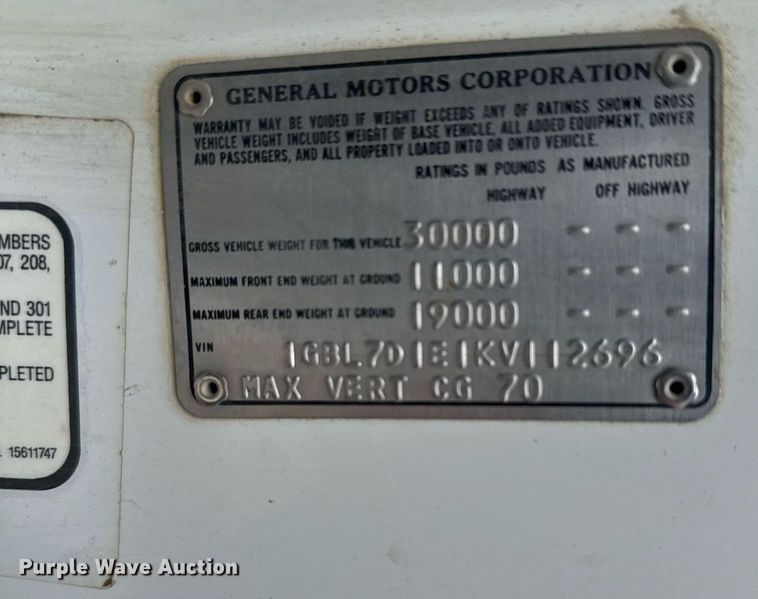 GENERAL MOTORS CORPORATION
WARRANTY MAY BE VOIDED IF WEIGHT EXCEEDS ANY OF RATINGS SHOWN. GROSS
VEHICLE WEIGHT INCLUDES WEIGHT OF BASE VEHICLE, ALL ADDED EQUIPMENT, DRIVER
AND PASSENGERS, AND ALL PROPERTY LOADED INTO OR ONTO VEHICLE.
RATINGS IN POUNDS AS MANUFACTURED
HIGHWAY OFF HIGHWAY
GROSS VEHICLE WEIGHT FOR THIS VEHICLE 30000 - - -
MAXIMUM FRONT END WEIGHT AT GROUND 11000 - - -
MAXIMUM REAR END WEIGHT AT GROUND 19000 - - -
VIN 1GBL7D1E1KV112696
MAX VERT CG 70
MBERS
07, 208,
ND 301
MPLETE
PLETED
15611747
Purple Wave Auction